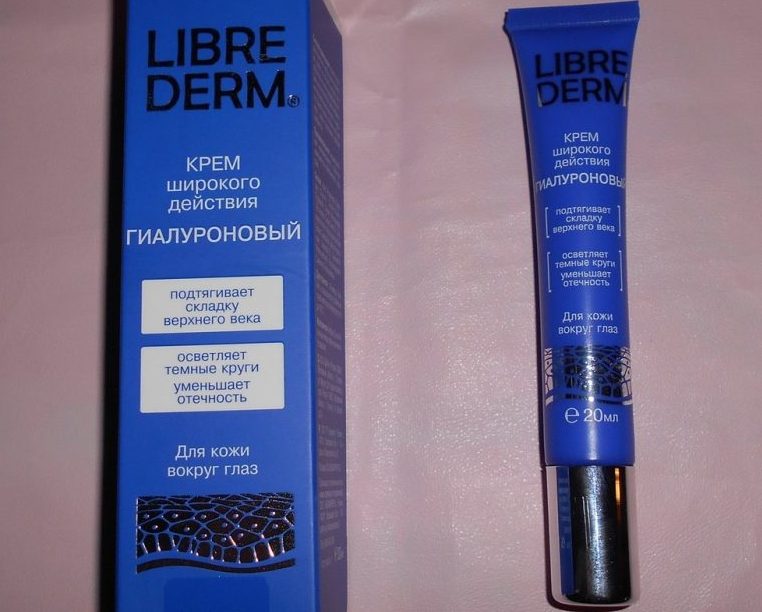 LIBRE
DERM
КРЕМ
широкого
действия
ГИАЛУРОНОВЫЙ
подтягивает
складку
верхнего века
осветляет
темные круги
уменьшает
отечность
Для кожи
вокруг глаз
LIBRE
DERM
КРЕМ
широкого
действия
ГИАЛУРОНОВЫЙ
подтягивает
складку
верхнего века
осветляет
темные круги
уменьшает
отечность
Для кожи
вокруг глаз
℮ 20мл